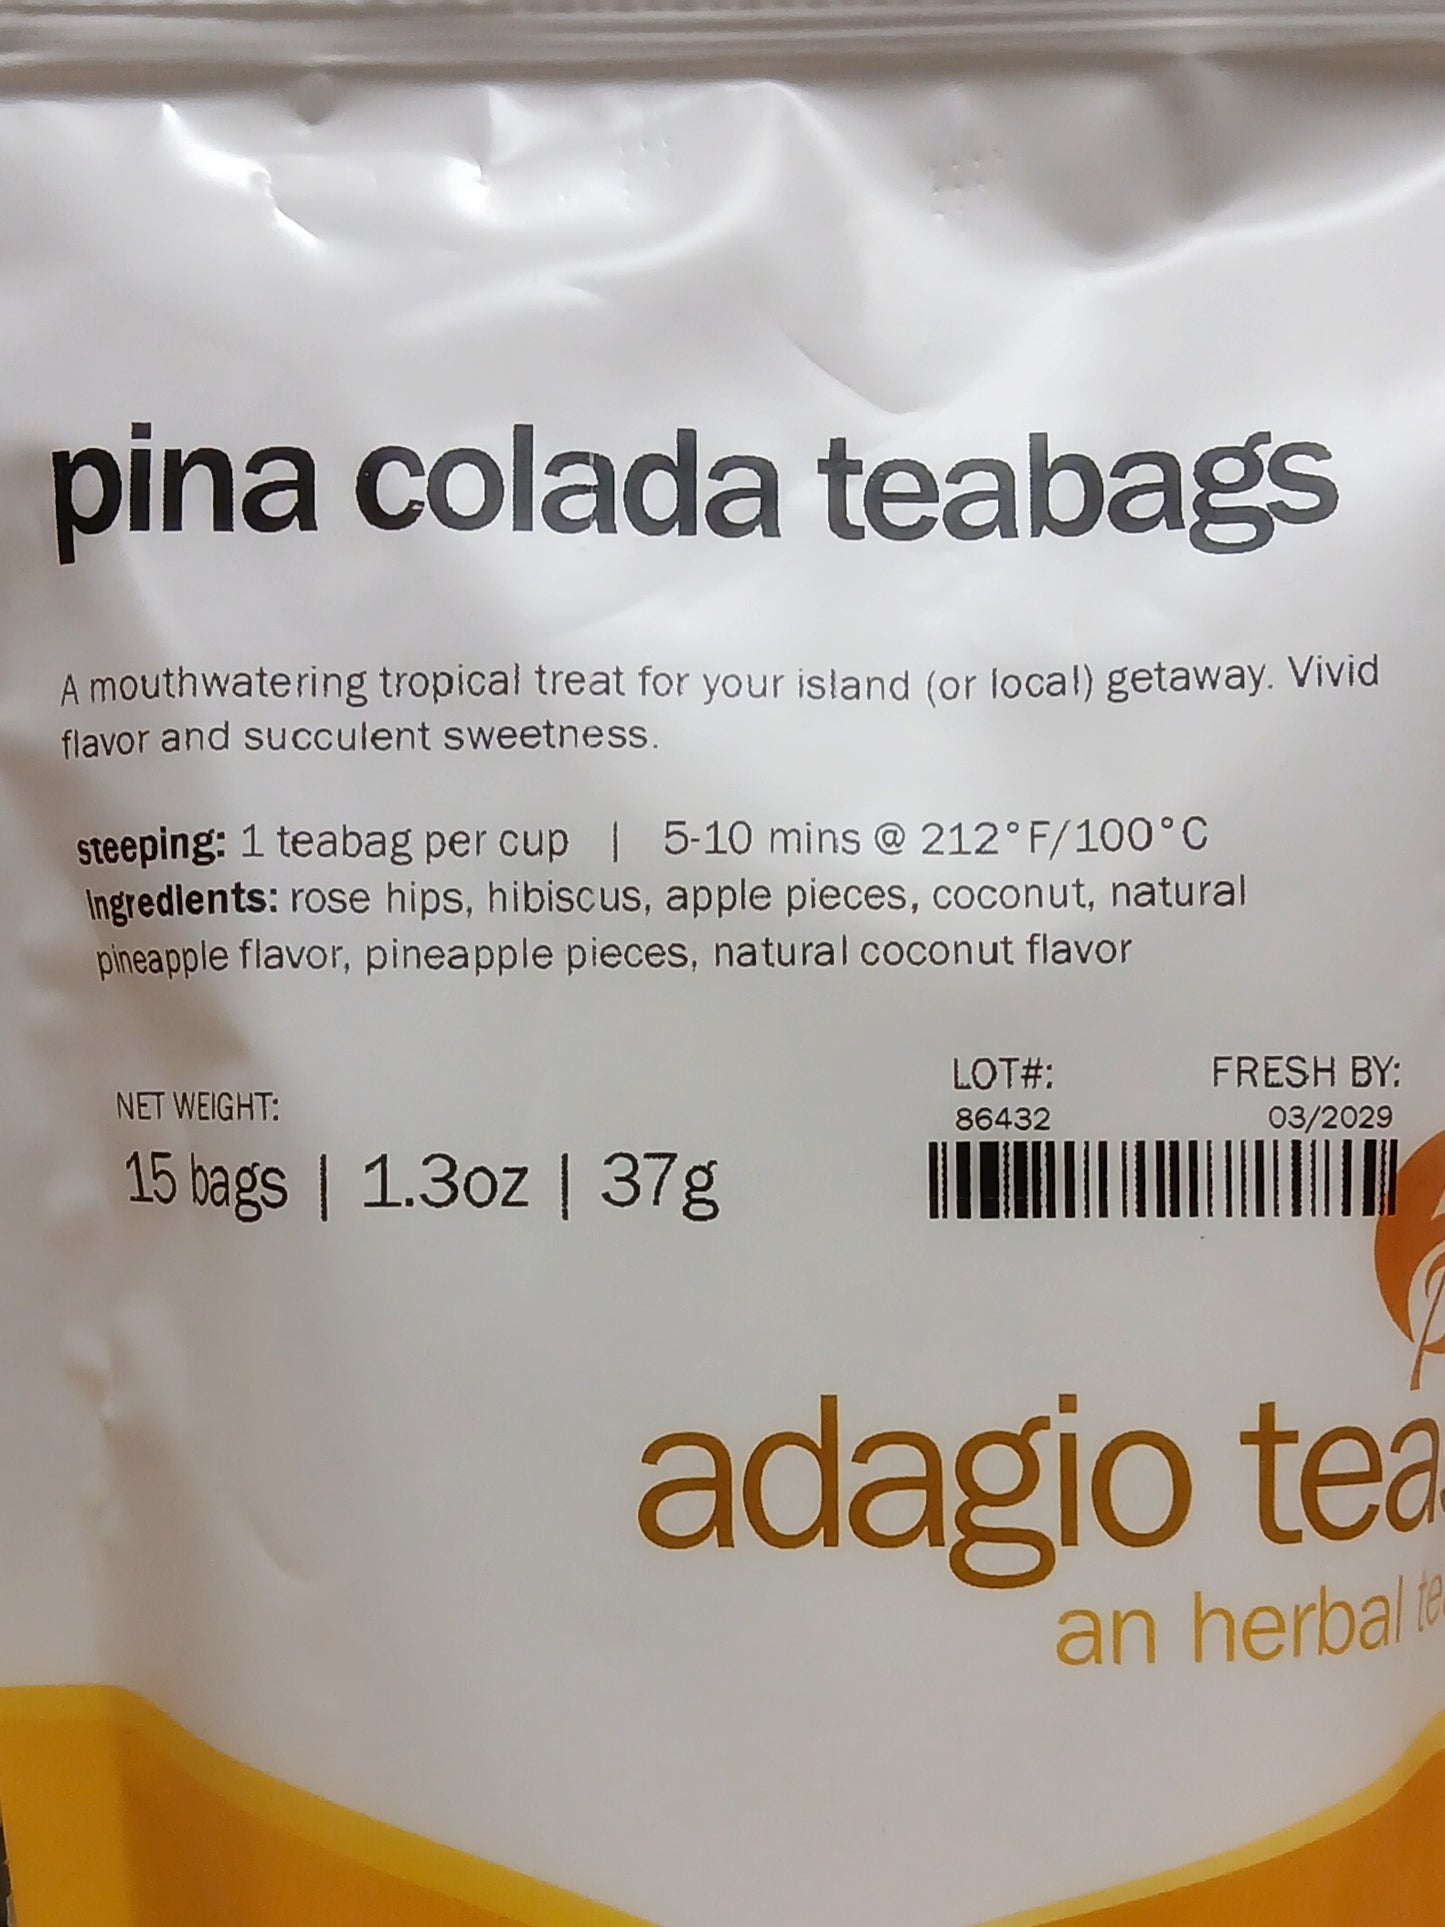 pina colada teabags
A mouthwatering tropical treat for your island (or local) getaway. Vivid
flavor and succulent sweetness.
steeping: 1 teabag per cup | 5-10 mins @ 212°F/100°C
Ingredients: rose hips, hibiscus, apple pieces, coconut, natural
pineapple flavor, pineapple pieces, natural coconut flavor
LOT#: FRESH BY:
86432 03/2029
NET WEIGHT:
15 bags | 1.3oz | 37g
adagio tea
an herbal te